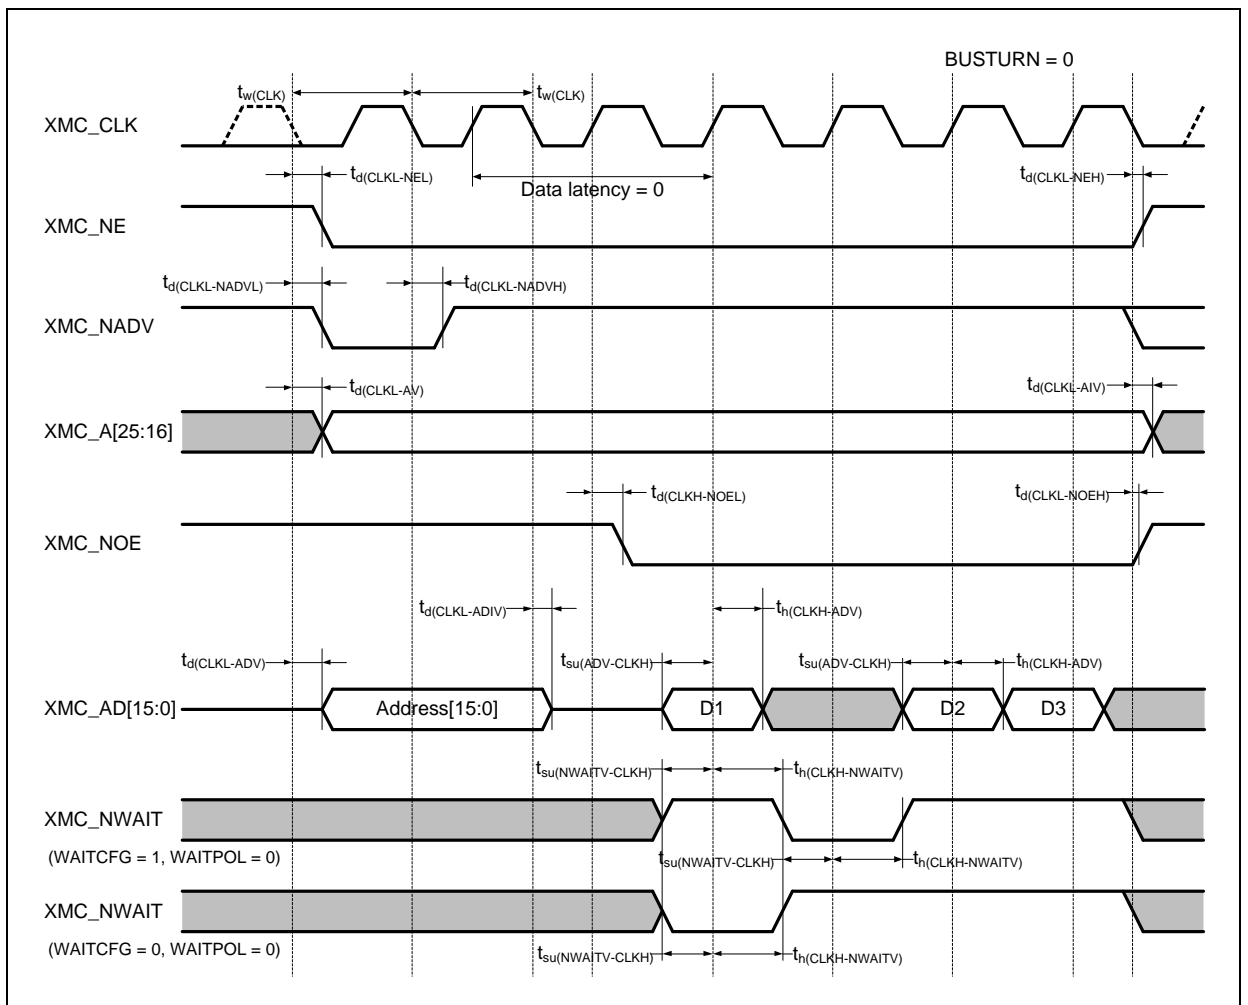 BUSTURN = 0
tw(CLK) tw(CLK)
XMC_CLK
td(CLKL-NEL) td(CLKL-NEH)
Data latency = 0
XMC_NE
td(CLKL-NADVL) td(CLKL-NADVH)
XMC_NADV
td(CLKL-AV) td(CLKL-AIV)
XMC_A[25:16]
td(CLKH-NOEL) td(CLKL-NOEH)
XMC_NOE
td(CLKL-ADIV) th(CLKH-ADV)
td(CLKL-ADV) tsu(ADV-CLKH) tsu(ADV-CLKH) th(CLKH-ADV)
XMC_AD[15:0] Address[15:0] D1 D2 D3
tsu(NWAITV-CLKH) th(CLKH-NWAITV)
XMC_NWAIT
(WAITCFG = 1, WAITPOL = 0) tsu(NWAITV-CLKH) th(CLKH-NWAITV)
XMC_NWAIT
(WAITCFG = 0, WAITPOL = 0) tsu(NWAITV-CLKH) th(CLKH-NWAITV)